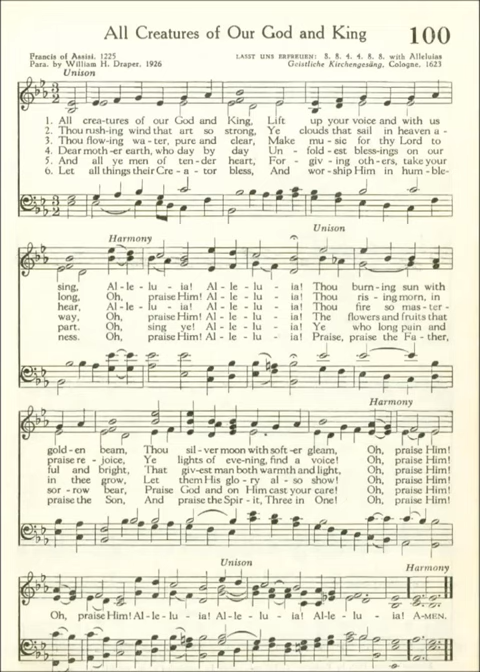 All Creatures of Our God and King 100
Francis of Assisi, 1225 LASST UNS ERFREUEN: 8. 8. 4. 4. 8. 8. with Alleluias
Para. by William H. Draper, 1926 Geistliche Kirchengesäng, Cologne, 1623
Unison
1. All crea-tures of our God and King, Lift up your voice and with us
2. Thou rush-ing wind that art so strong, Ye clouds that sail in heaven a-
3. Thou flow-ing wa-ter, pure and clear, Make mu-sic for thy Lord to
4. Dear moth-er earth, who day by day Un-fold-est bless-ings on our
5. And all ye men of ten-der heart, For-giv-ing oth-ers, take your
6. Let all things their Cre-a-tor bless, And wor-ship Him in hum-ble-
Unison
Harmony
sing, Al-le-lu-ia! Al-le-lu-ia! Thou burn-ing sun with
long, Oh, praise Him! Al-le-lu-ia! Thou ris-ing morn, in
hear, Al-le-lu-ia! Al-le-lu-ia! Thou fire so mas-ter-
way, Oh, praise Him! Al-le-lu-ia! The flowers and fruits that
part. Oh, sing ye! Al-le-lu-ia! Ye who long pain and
ness. Oh, praise Him! Al-le-lu-ia! Praise, praise the Fa-ther,
Harmony
gold-en beam, Thou sil-ver moon with soft-er gleam, Oh, praise Him!
praise re-joice, Ye lights of eve-ning, find a voice! Oh, praise Him!
ful and bright, That giv-est man both warmth and light, Oh, praise Him!
in thee grow, Let them His glo-ry al-so show! Oh, praise Him!
sor-row bear, Praise God and on Him cast your care! Oh, praise Him!
praise the Son, And praise the Spir-it, Three in One! Oh, praise Him!
Unison Harmony
Oh, praise Him! Al-le-lu-ia! Al-le-lu-ia! Al-le-lu-ia! A-MEN.